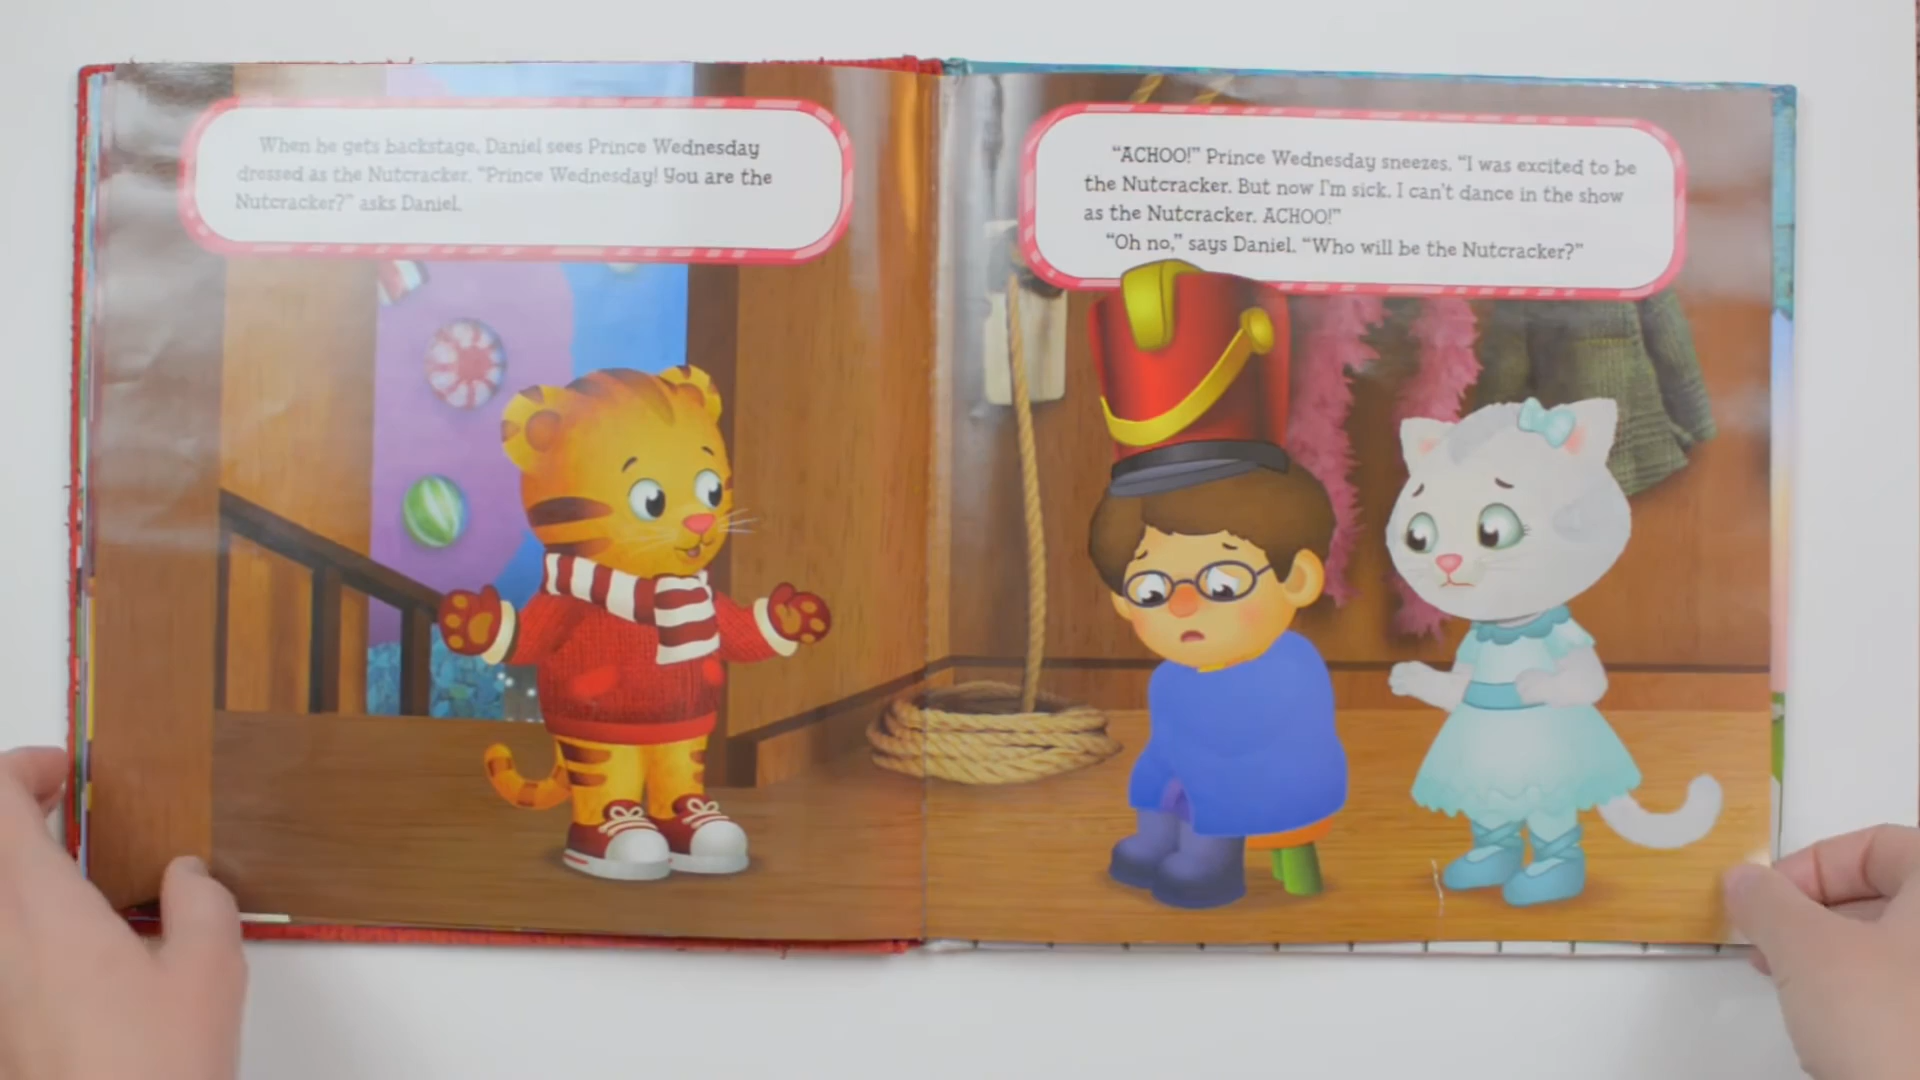 When he gets backstage, Daniel sees Prince Wednesday
dressed as the Nutcracker. “Prince Wednesday! You are the
Nutcracker?” asks Daniel.
“ACHOO!” Prince Wednesday sneezes. “I was excited to be
the Nutcracker. But now I’m sick. I can’t dance in the show
as the Nutcracker. ACHOO!”
“Oh no,” says Daniel. “Who will be the Nutcracker?”